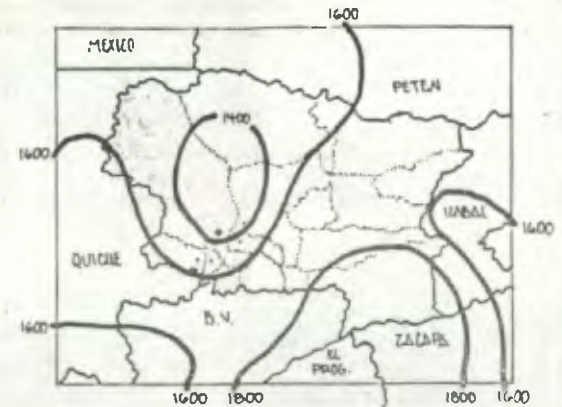 1600
MEXICO
PETEN
1400
1600
IZABAL
1600
QUICHE
B.V.
1600
EL
PROG.
ZACAPA
1600
1800
1800
1600